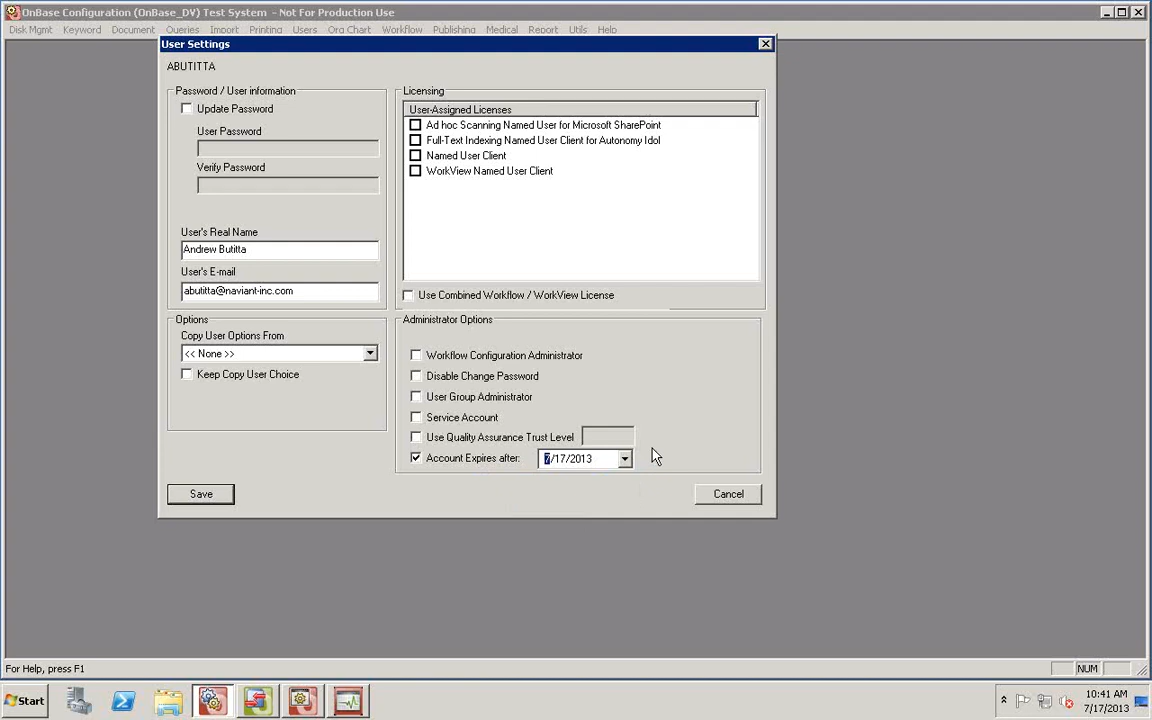 OnBase Configuration (OnBase_DV) Test System - Not For Production Use
Disk Mgmt Keyword Document Queries Import Printing Users Org Chart Workflow Publishing Medical Report Utils Help
User Settings
ABUTITTA
Password / User information
Update Password
User Password
Verify Password
User's Real Name
Andrew Butitta
User's E-mail
abutitta@naviant-inc.com
Options
Copy User Options From
<< None >>
Keep Copy User Choice
Licensing
User-Assigned Licenses
Ad hoc Scanning Named User for Microsoft SharePoint
Full-Text Indexing Named User Client for Autonomy Idol
Named User Client
WorkView Named User Client
Use Combined Workflow / WorkView License
Administrator Options
Workflow Configuration Administrator
Disable Change Password
User Group Administrator
Service Account
Use Quality Assurance Trust Level
Account Expires after: 7/17/2013
Save
Cancel
For Help, press F1
NUM
Start
10:41 AM
7/17/2013